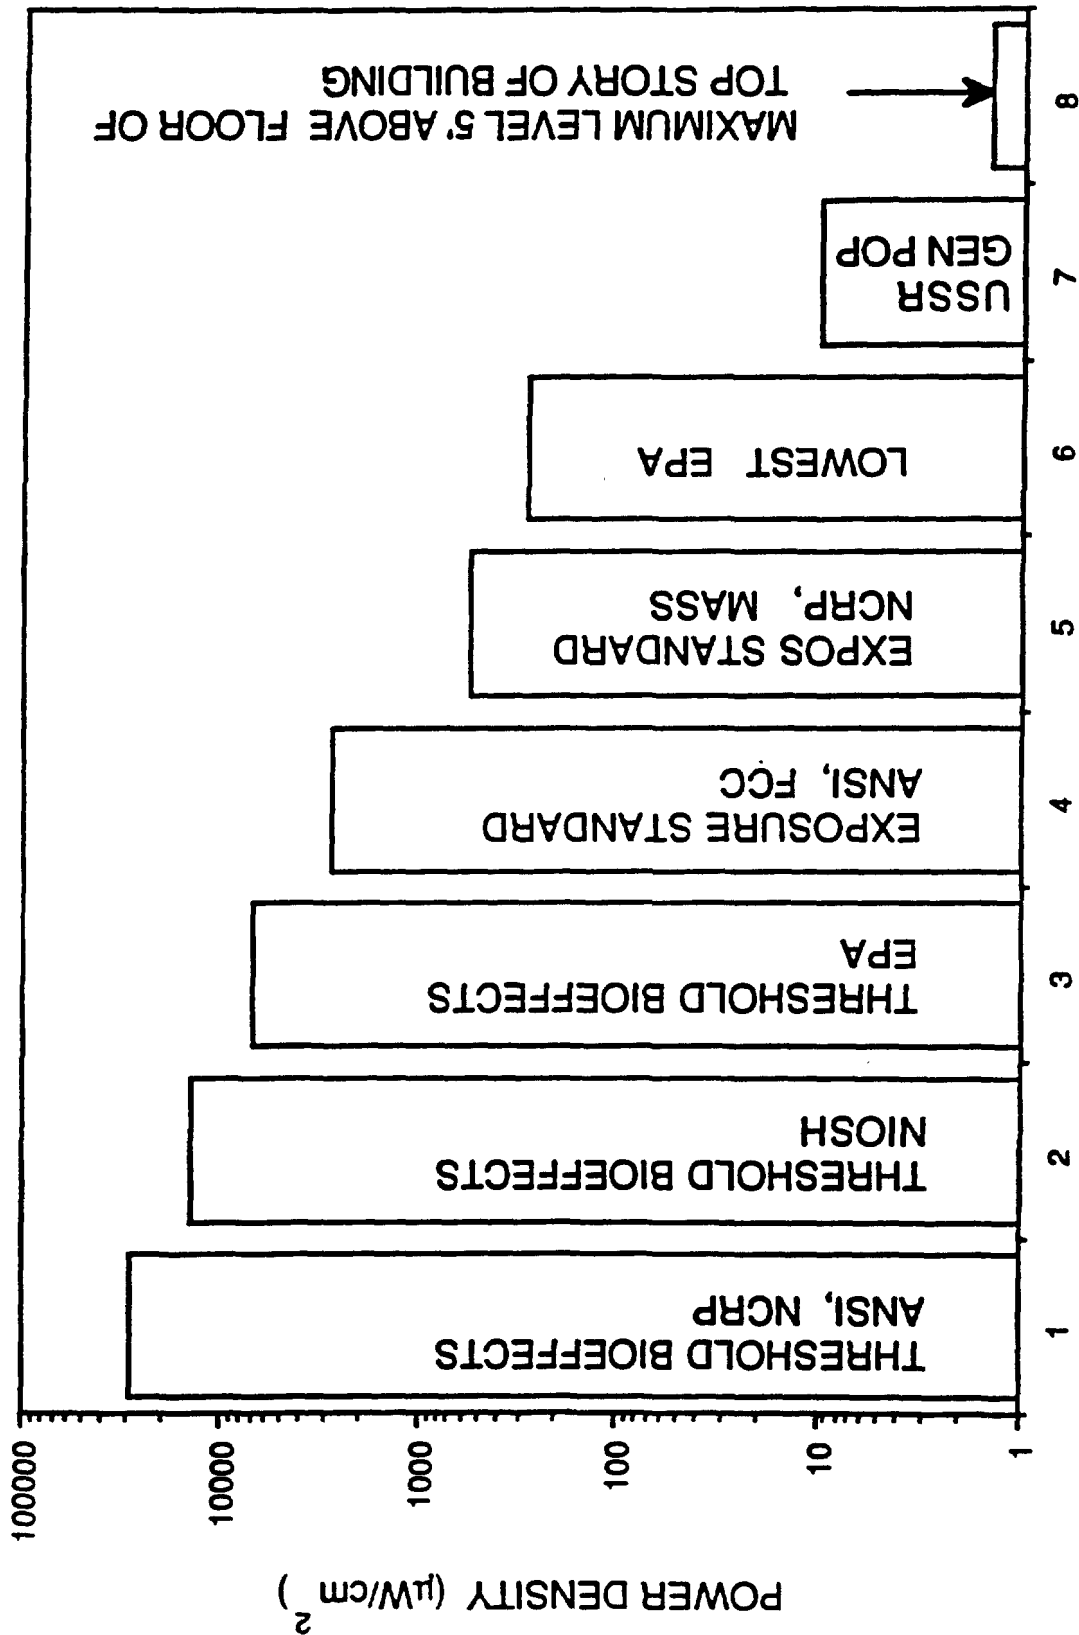 POWER DENSITY (µW/cm²)
100000
10000
1000
100
10
1
THRESHOLD BIOEFFECTS
ANSI, NCRP
THRESHOLD BIOEFFECTS
NIOSH
THRESHOLD BIOEFFECTS
EPA
EXPOSURE STANDARD
ANSI, FCC
EXPOS STANDARD
NCRP, MASS
LOWEST EPA
USSR
GEN POP
MAXIMUM LEVEL 5' ABOVE FLOOR OF
TOP STORY OF BUILDING
1
2
3
4
5
6
7
8